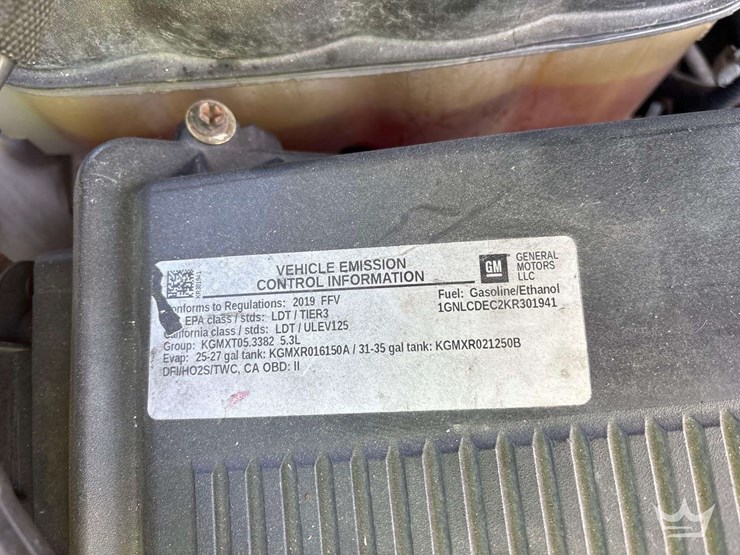 KR301941
VEHICLE EMISSION
CONTROL INFORMATION
GM
GENERAL
MOTORS
LLC
onforms to Regulations: 2019 FFV
EPA class / stds: LDT / TIER3
California class / stds: LDT / ULEV125
Group: KGMXT05.3382 5.3L
Evap: 25-27 gal tank: KGMXR016150A / 31-35 gal tank: KGMXR021250B
DFI/HO2S/TWC, CA OBD: II
Fuel: Gasoline/Ethanol
1GNLCDEC2KR301941